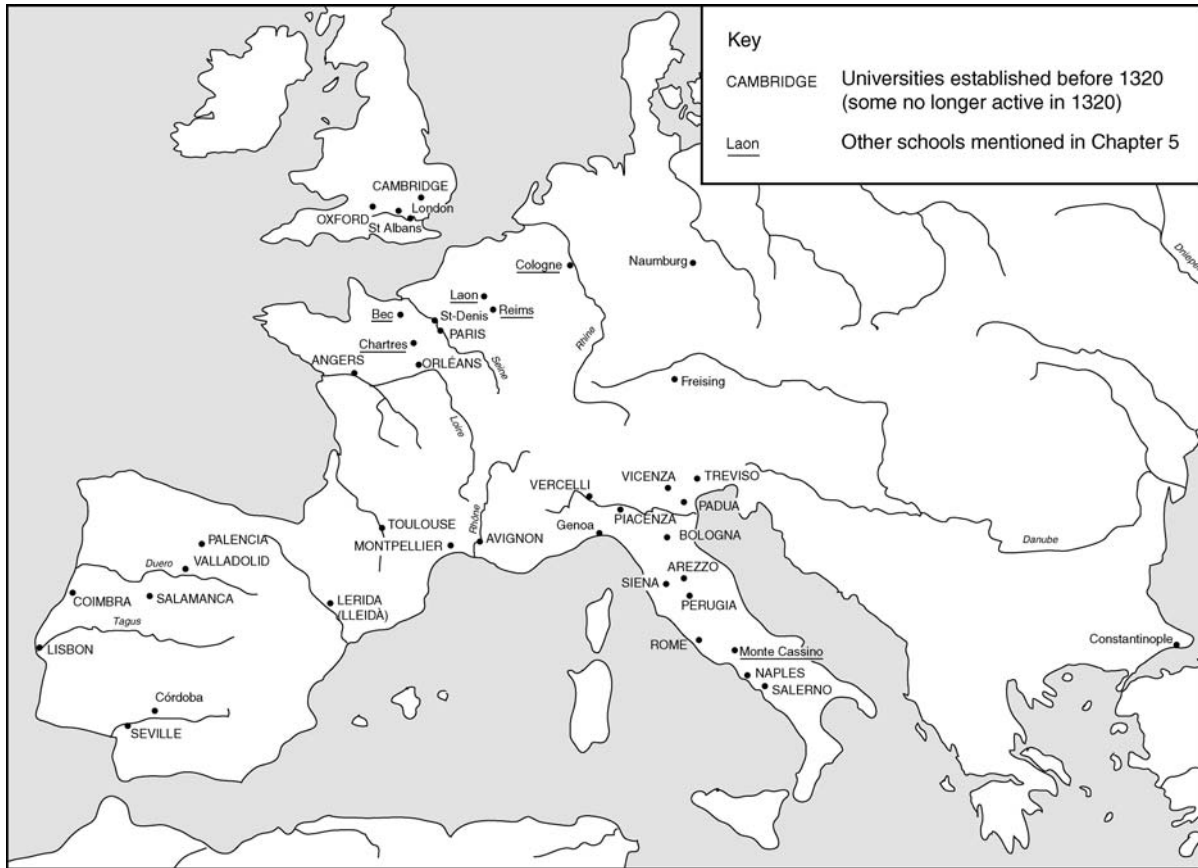 Key
CAMBRIDGE Universities established before 1320
(some no longer active in 1320)
Laon Other schools mentioned in Chapter 5
CAMBRIDGE
London
OXFORD
St Albans
Cologne
Naumburg
Dnieper
Laon
Reims
Bec
St-Denis
PARIS
Rhine
Chartres
Seine
ANGERS
ORLÉANS
Freising
Loire
VICENZA
TREVISO
VERCELLI
PADUA
PIACENZA
Rhône
TOULOUSE
Genoa
BOLOGNA
PALENCIA
MONTPELLIER
AVIGNON
Danube
VALLADOLID
Duero
AREZZO
SIENA
COIMBRA
SALAMANCA
LERIDA
(LLEIDÀ)
PERUGIA
Tagus
ROME
Monte Cassino
Constantinople
LISBON
NAPLES
SALERNO
Córdoba
SEVILLE